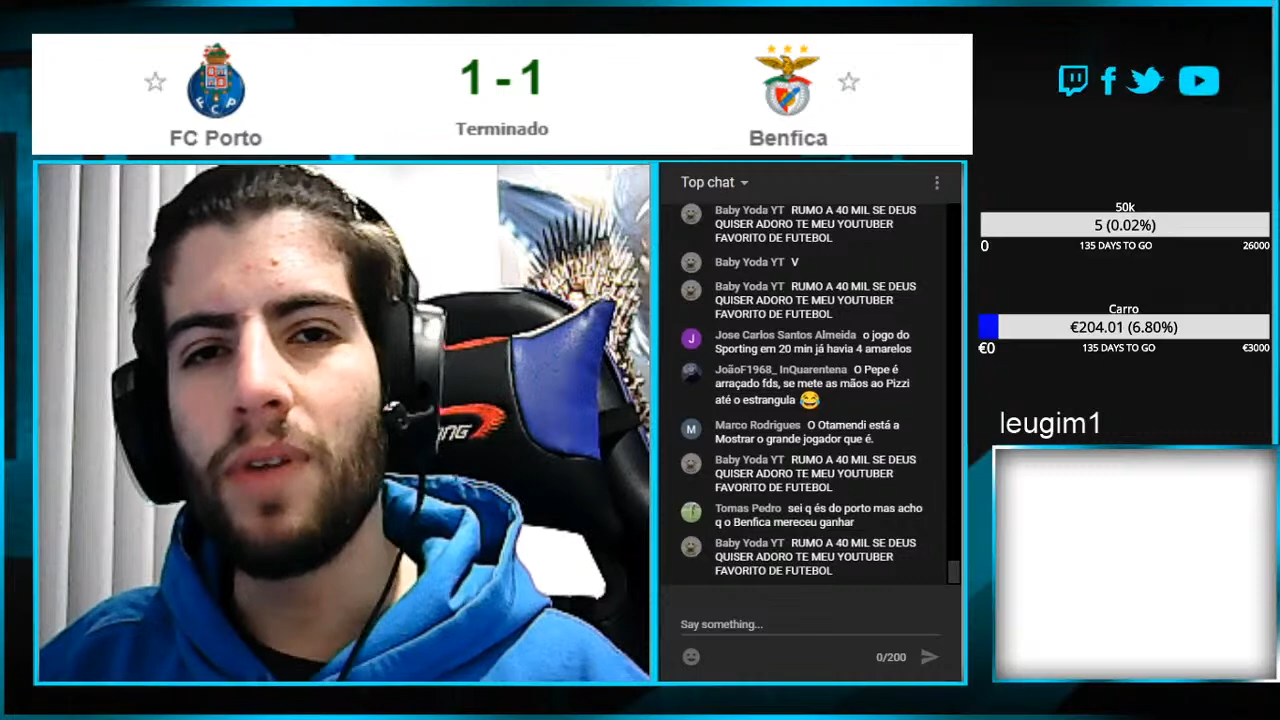 1 - 1
FC Porto
Terminado
Benfica
Top chat
Baby Yoda YT RUMO A 40 MIL SE DEUS
QUISER ADORO TE MEU YOUTUBER
FAVORITO DE FUTEBOL
Baby Yoda YT V
Baby Yoda YT RUMO A 40 MIL SE DEUS
QUISER ADORO TE MEU YOUTUBER
FAVORITO DE FUTEBOL
J
Jose Carlos Santos Almeida o jogo do
Sporting em 20 min já havia 4 amarelos
JoãoF1968_ InQuarentena O Pepe é
arraçado fds, se mete as mãos ao Pizzi
até o estrangula 😂
M
Marco Rodrigues O Otamendi está a
Mostrar o grande jogador que é.
Baby Yoda YT RUMO A 40 MIL SE DEUS
QUISER ADORO TE MEU YOUTUBER
FAVORITO DE FUTEBOL
Tomas Pedro sei q és do porto mas acho
q o Benfica mereceu ganhar
Baby Yoda YT RUMO A 40 MIL SE DEUS
QUISER ADORO TE MEU YOUTUBER
FAVORITO DE FUTEBOL
Say something...
0/200
50k
5 (0.02%)
0 135 DAYS TO GO 26000
Carro
€204.01 (6.80%)
€0 135 DAYS TO GO €3000
leugim1